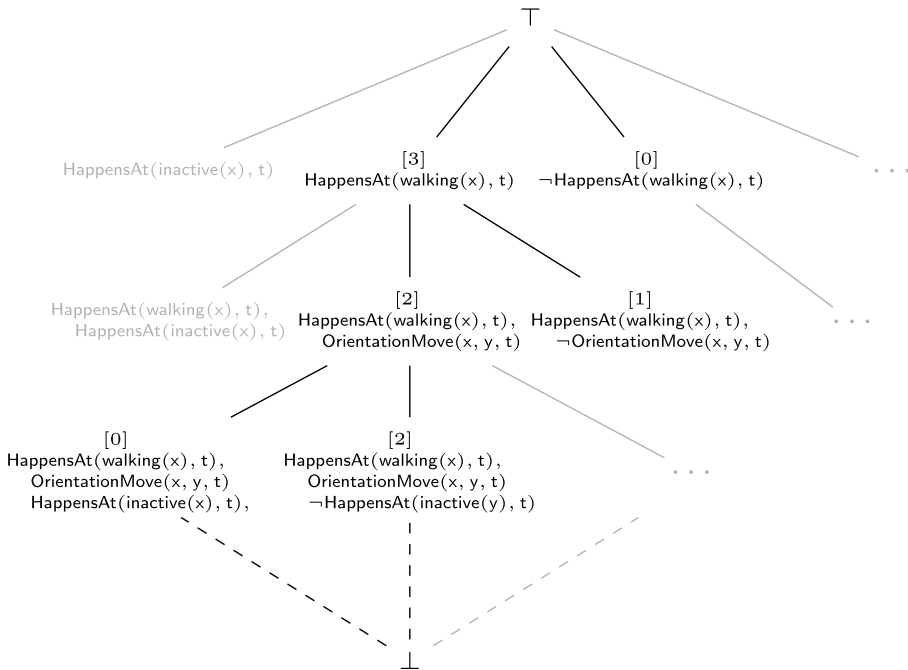 ⊤
HappensAt(inactive(x), t)
[3]
HappensAt(walking(x), t)
[0]
¬HappensAt(walking(x), t)
...
HappensAt(walking(x), t),
HappensAt(inactive(x), t)
[2]
HappensAt(walking(x), t),
OrientationMove(x, y, t)
[1]
HappensAt(walking(x), t),
¬OrientationMove(x, y, t)
...
[0]
HappensAt(walking(x), t),
OrientationMove(x, y, t)
HappensAt(inactive(x), t),
[2]
HappensAt(walking(x), t),
OrientationMove(x, y, t)
¬HappensAt(inactive(y), t)
...
⊥